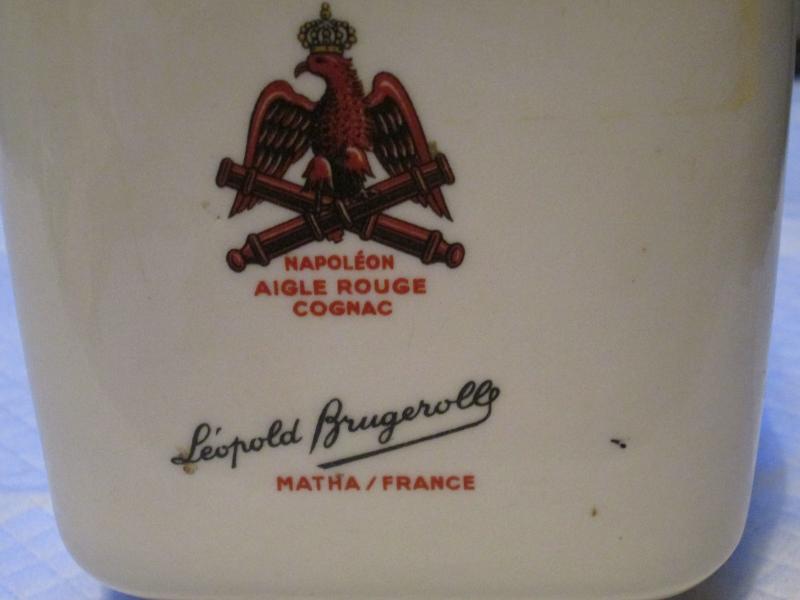 NAPOLÉON
AIGLE ROUGE
COGNAC
Léopold Brugerolle
MATHA / FRANCE